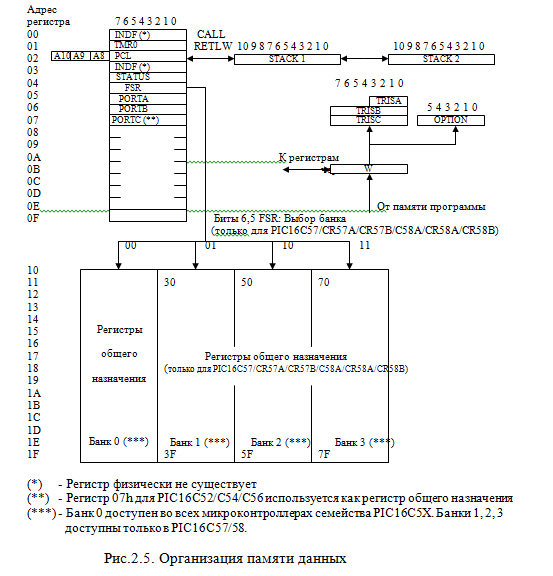 Адрес
регистра
7 6 5 4 3 2 1 0
00 INDF (*)
01 TMR0
02 A10 A9 A8 PCL
03 INDF (*)
04 STATUS
05 FSR
06 PORTA
07 PORTB
08 PORTC (**)
09
0A
0B
0C
0D
0E
0F
CALL
RETLW
10 9 8 7 6 5 4 3 2 1 0
STACK 1
10 9 8 7 6 5 4 3 2 1 0
STACK 2
7 6 5 4 3 2 1 0
TRISA
TRISB
TRISC
5 4 3 2 1 0
OPTION
К регистрам
W
От памяти программы
Биты 6,5 FSR: Выбор банка
(только для PIC16C57/CR57A/CR57B/C58A/CR58A/CR58B)
00 01 10 11
10
11 30 50 70
12
13
14
15
16
17
18
19
1A
1B
1C
1D
1E
1F
Регистры
общего
назначения
Регистры общего назначения
(только для PIC16C57/CR57A/CR57B/C58A/CR58A/CR58B)
Банк 0 (***) Банк 1 (***) Банк 2 (***) Банк 3 (***)
3F 5F 7F
(*) - Регистр физически не существует
(**) - Регистр 07h для PIC16C52/C54/C56 используется как регистр общего назначения
(***) - Банк 0 доступен во всех микроконтроллерах семейства PIC16C5X. Банки 1, 2, 3
доступны только в PIC16C57/58.
Рис.2.5. Организация памяти данных